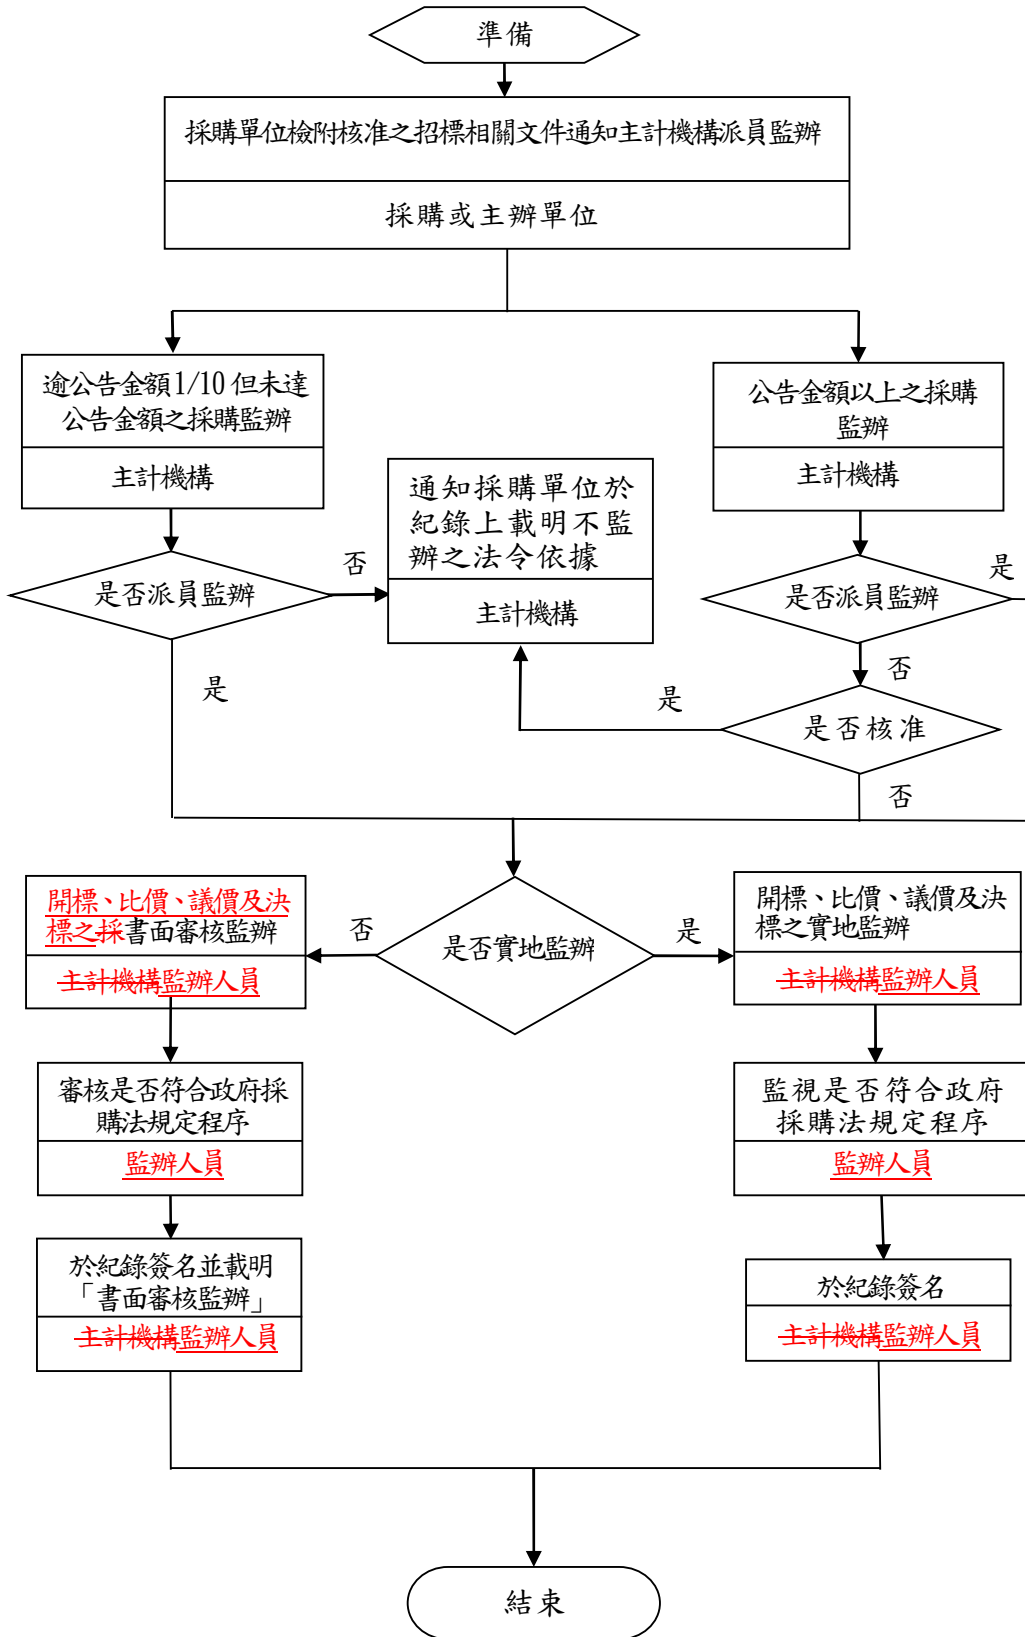 準備
採購單位檢附核准之招標相關文件通知主計機構派員監辦
採購或主辦單位
逾公告金額1/10但未達
公告金額之採購監辦
主計機構
公告金額以上之採購
監辦
主計機構
通知採購單位於
紀錄上載明不監
辦之法令依據
主計機構
是否派員監辦
否
是
是否派員監辦
是
否
是否核准
是
否
是否實地監辦
否
是
開標、比價、議價及決
標之採書面審核監辦
主計機構監辦人員
開標、比價、議價及決
標之實地監辦
主計機構監辦人員
審核是否符合政府採
購法規定程序
監辦人員
監視是否符合政府
採購法規定程序
監辦人員
於紀錄簽名並載明
「書面審核監辦」
主計機構監辦人員
於紀錄簽名
主計機構監辦人員
結束